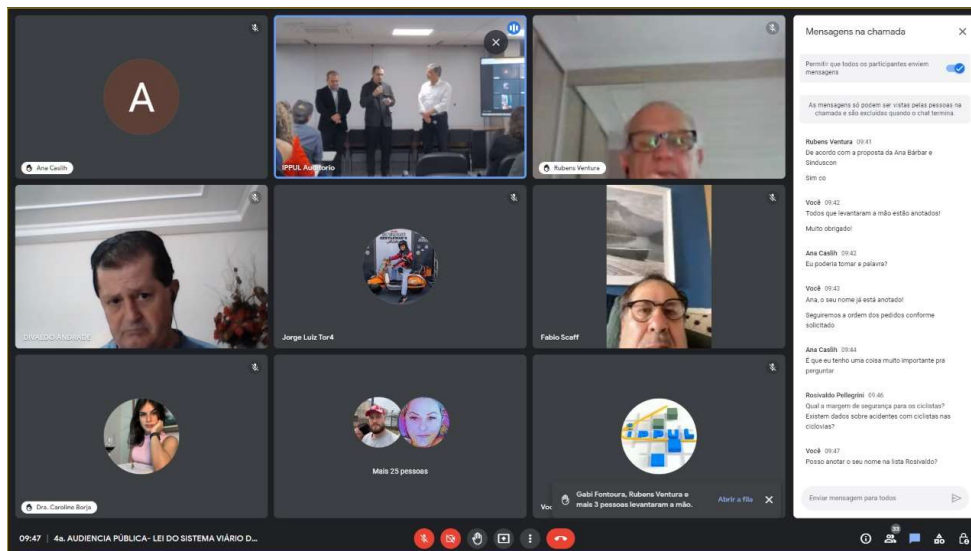 A
Ana Caslih
IPPUL Auditorio
Rubens Ventura
DIVALDO ANDRADE
Jorge Luiz Tor4
Fabio Scaff
Dra. Caroline Borja
Mais 25 pessoas
IPPUL
Gabi Fontoura, Rubens Ventura e
mais 3 pessoas levantaram a mão.
Abrir a fila
Mensagens na chamada
Permitir que todos os participantes enviem
mensagens
As mensagens só podem ser vistas pelas pessoas na
chamada e são excluídas quando o chat termina
Rubens Ventura 09:41
De acordo com a proposta da Ana Bárbar e
Sinduscon
Sim co
Você 09:42
Todos que levantaram a mão estão anotados!
Muito obrigado!
Ana Caslih 09:42
Eu poderia tomar a palavra?
Você 09:43
Ana, o seu nome já está anotado!
Seguiremos a ordem dos pedidos conforme
solicitado
Ana Caslih 09:44
É que eu tenho uma coisa muito importante pra
perguntar
Rosivaldo Pellegrini 09:46
Qual a margem de segurança para os ciclistas?
Existem dados sobre acidentes com ciclistas nas
ciclovias?
Você 09:47
Posso anotar o seu nome na lista Rosivaldo?
Enviar mensagem para todos
09:47 | 4a. AUDIENCIA PÚBLICA- LEI DO SISTEMA VIÁRIO D...
33